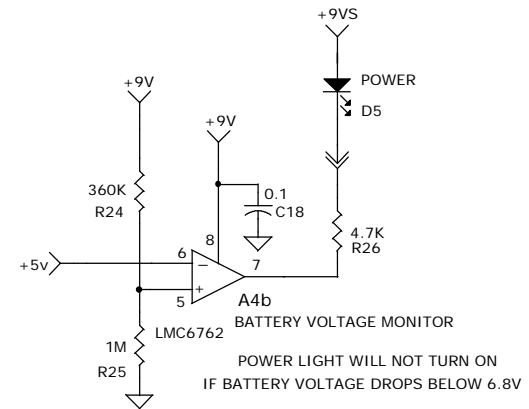 +9VS
POWER
D5
+9V
+9V
360K
R24
0.1
C18
4.7K
R26
8
6
+5v
−
7
+
5
A4b
LMC6762
BATTERY VOLTAGE MONITOR
1M
R25
POWER LIGHT WILL NOT TURN ON
IF BATTERY VOLTAGE DROPS BELOW 6.8V